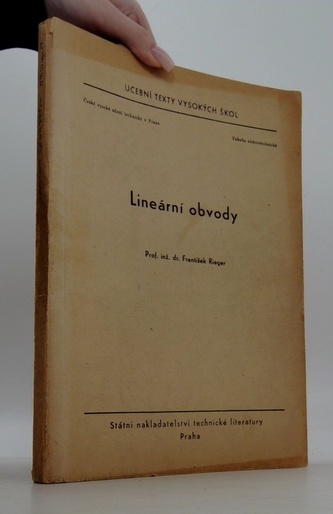 UČEBNÍ TEXTY VYSOKÝCH ŠKOL
České vysoké učení technické v Praze
Fakulta elektrotechnická
Lineární obvody
Prof. inž. dr. František Rieger
Státní nakladatelství technické literatury
Praha